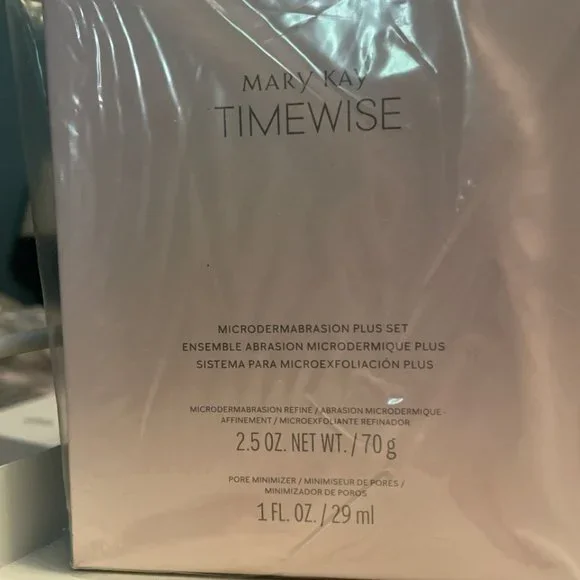 MARY KAY
TIMEWISE
MICRODERMABRASION PLUS SET
ENSEMBLE ABRASION MICRODERMIQUE PLUS
SISTEMA PARA MICROEXFOLIACIÓN PLUS
MICRODERMABRASION REFINE / ABRASION MICRODERMIQUE -
AFFINEMENT / MICROEXFOLIANTE REFINADOR
2.5 OZ. NET WT. / 70 g
PORE MINIMIZER / MINIMISEUR DE PORES /
MINIMIZADOR DE POROS
1 FL. OZ. / 29 ml